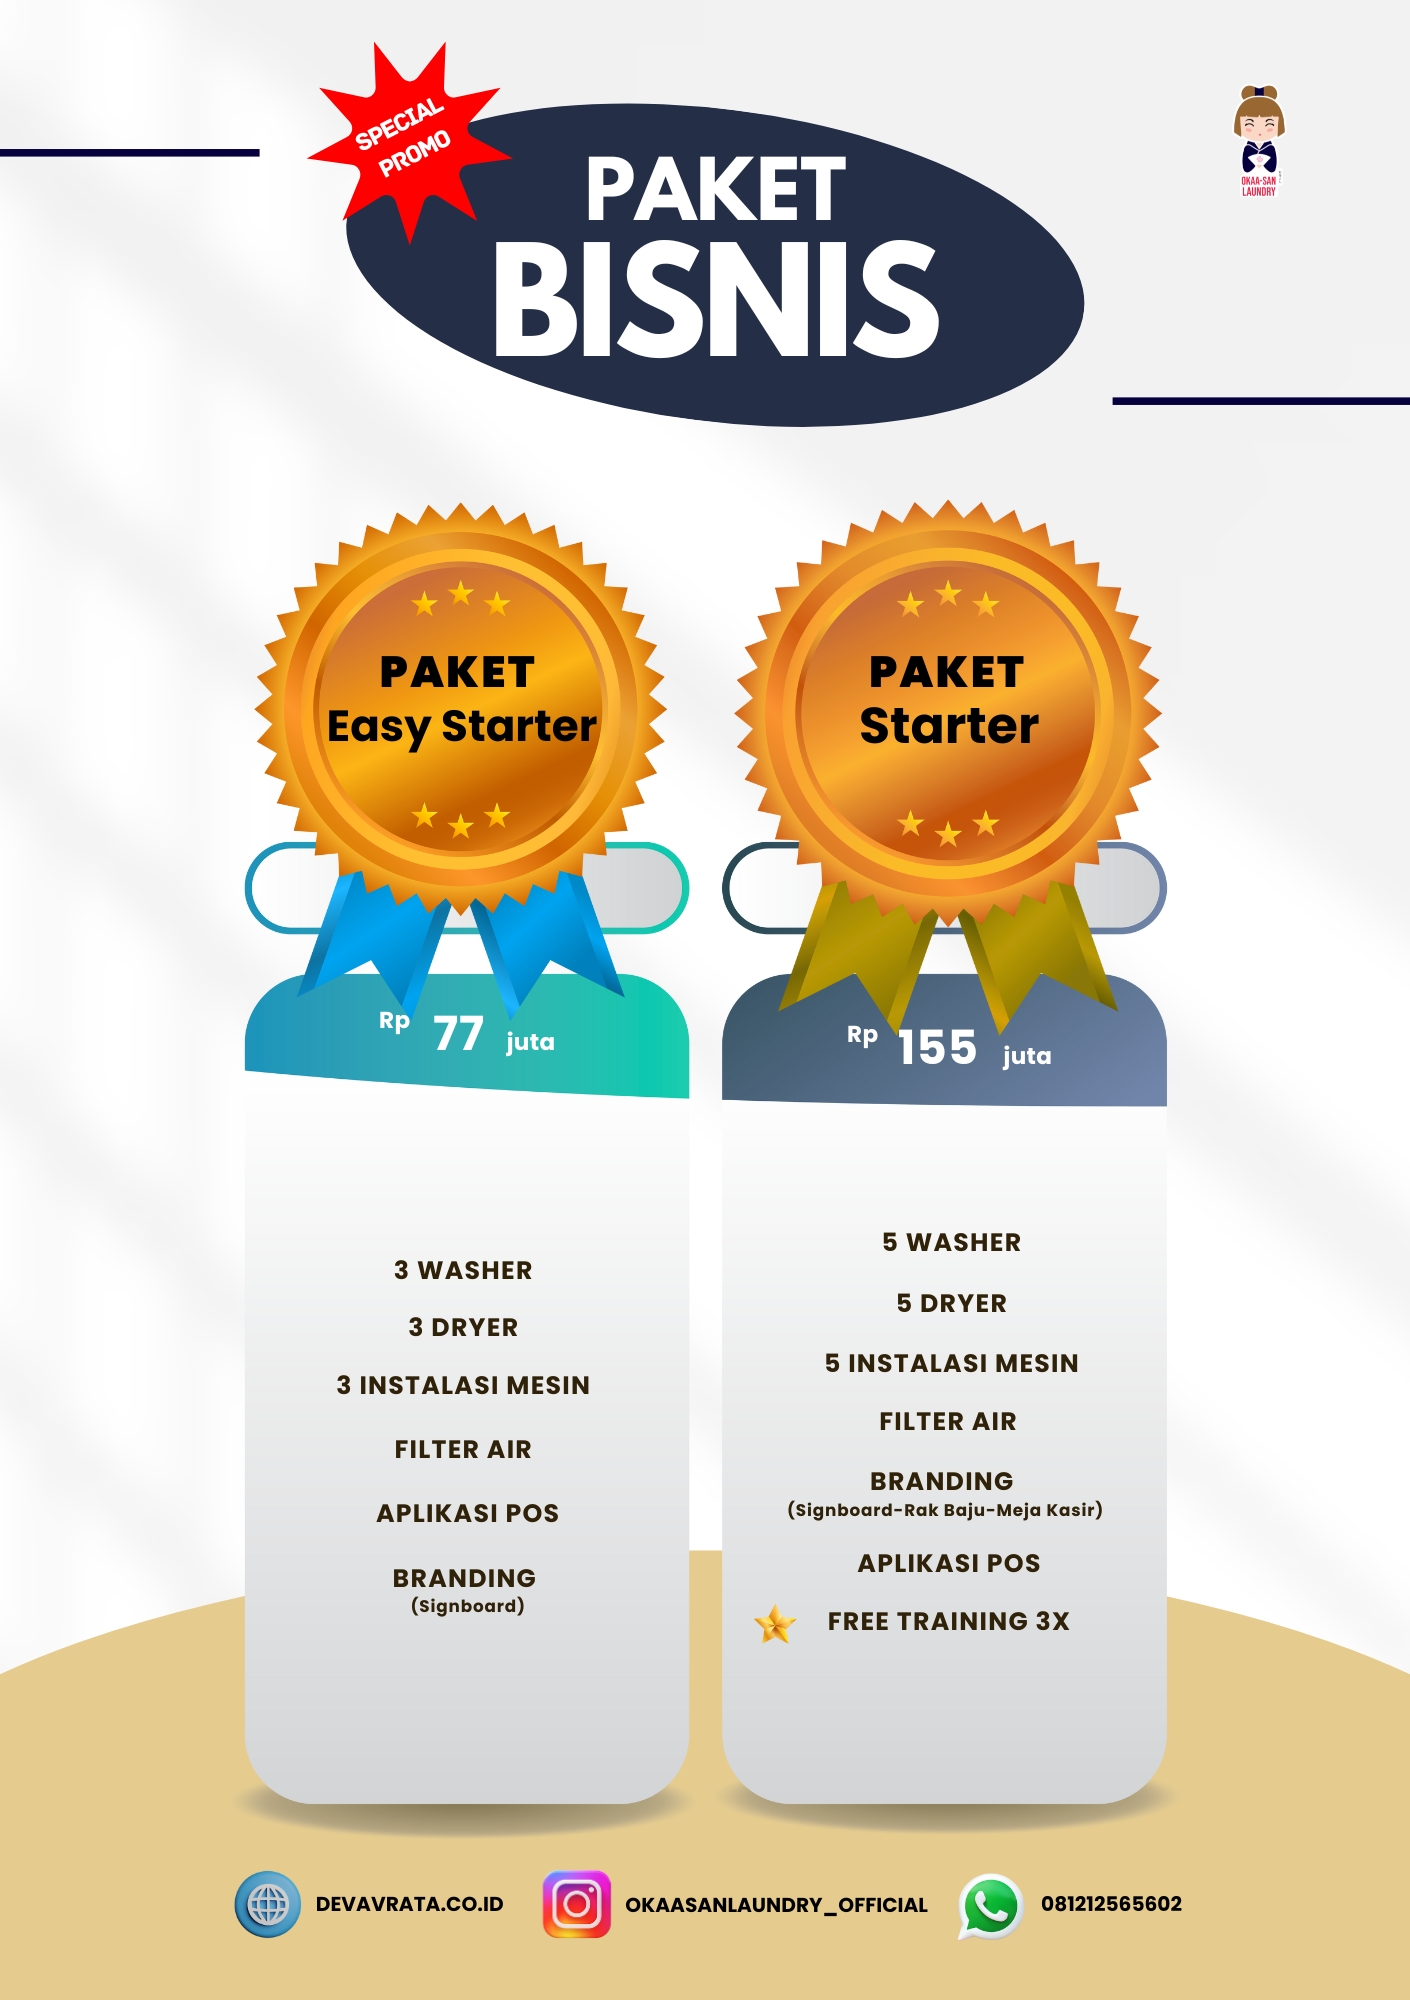 SPECIAL
PROMO
PAKET
BISNIS
OKAA-SAN
LAUNDRY
PAKET
Easy Starter
Rp 77 juta
3 WASHER
3 DRYER
3 INSTALASI MESIN
FILTER AIR
APLIKASI POS
BRANDING
(Signboard)
PAKET
Starter
Rp 155 juta
5 WASHER
5 DRYER
5 INSTALASI MESIN
FILTER AIR
BRANDING
(Signboard-Rak Baju-Meja Kasir)
APLIKASI POS
FREE TRAINING 3X
DEVAVRATA.CO.ID
OKAASANLAUNDRY_OFFICIAL
081212565602